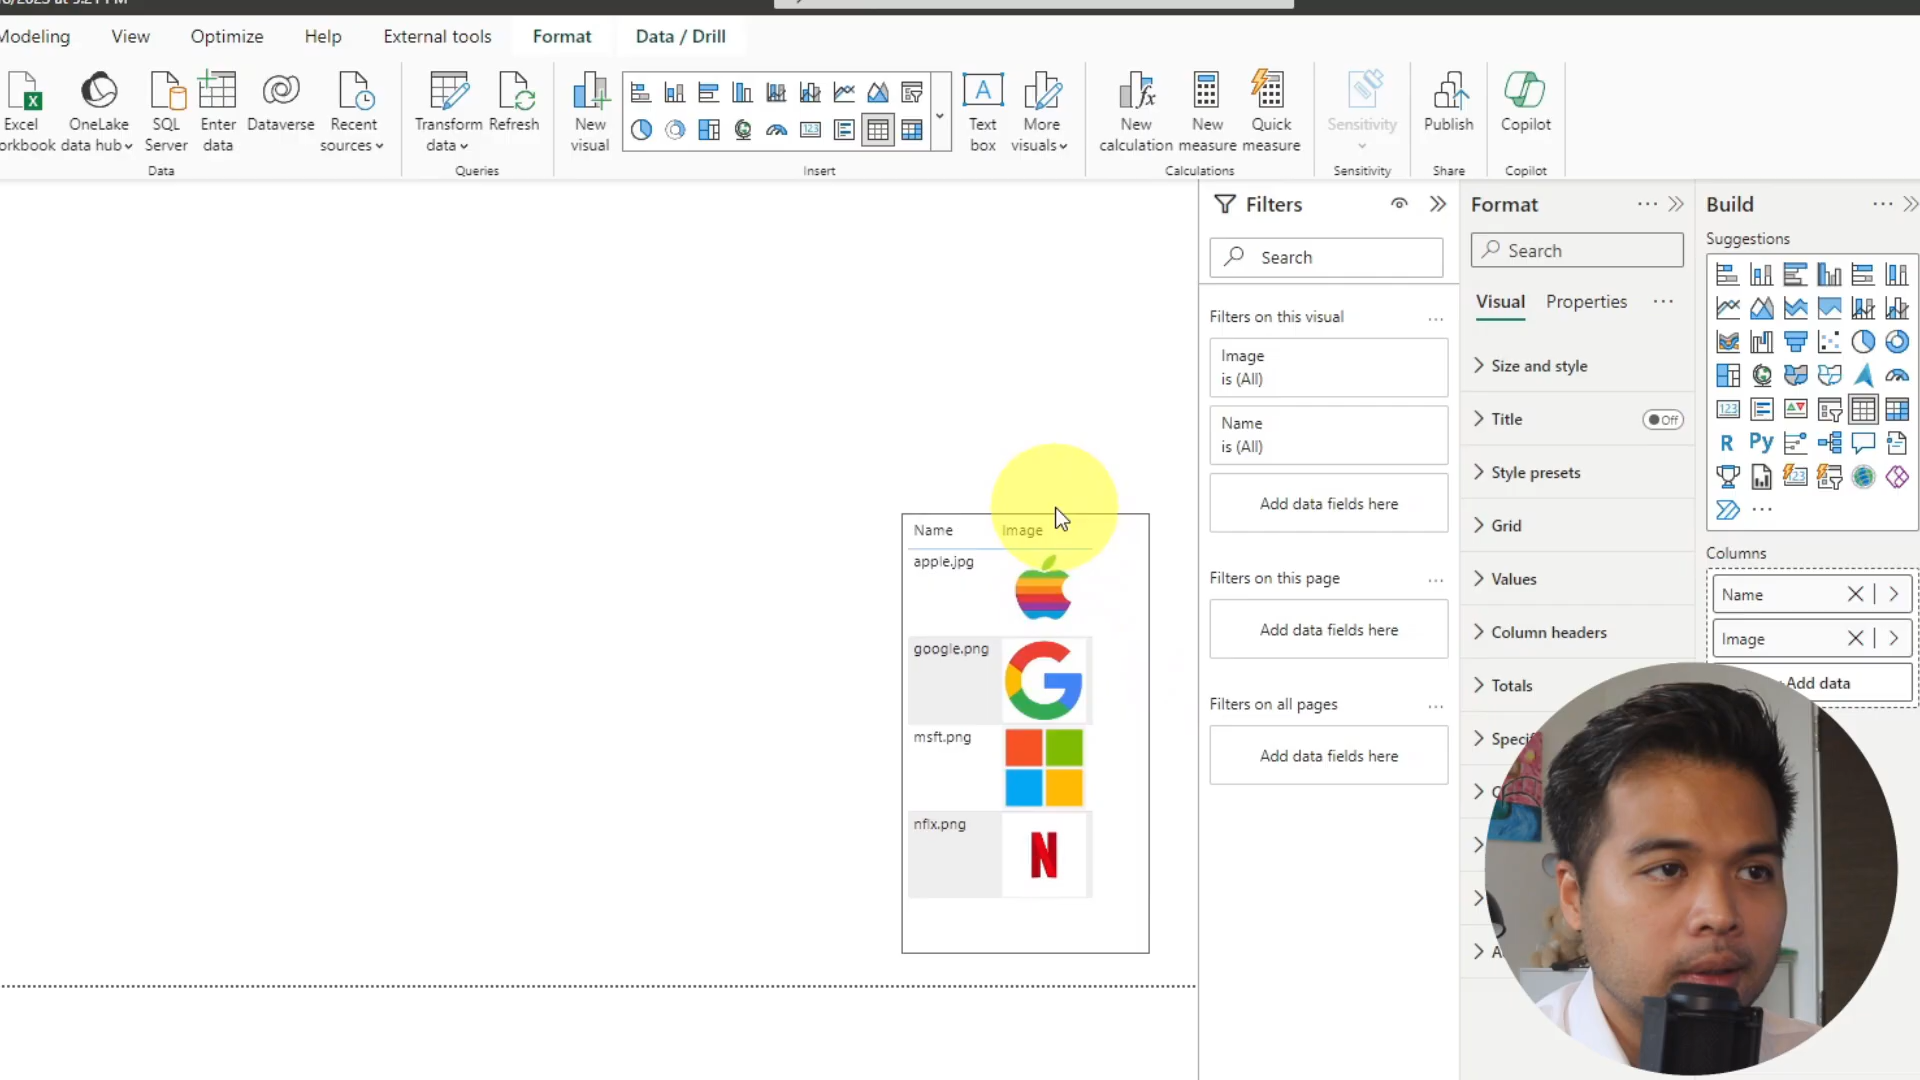 Modeling
View
Optimize
Help
External tools
Format
Data / Drill
Excel
workbook
OneLake
data hub
SQL
Server
Enter
data
Dataverse
Recent
sources
Data
Transform
data
Refresh
Queries
New
visual
Insert
A
Text
box
More
visuals
New
calculation
New
measure
Quick
measure
Calculations
Sensitivity
Sensitivity
Publish
Share
Copilot
Copilot
Filters
Search
Filters on this visual
Image
is (All)
Name
is (All)
Add data fields here
Filters on this page
Add data fields here
Filters on all pages
Add data fields here
Format
Search
Visual
Properties
Size and style
Title
Off
Style presets
Grid
Values
Column headers
Totals
Build
Suggestions
123
R
Py
Columns
Name
Image
+Add data
Name
Image
apple.jpg
google.png
msft.png
nflx.png